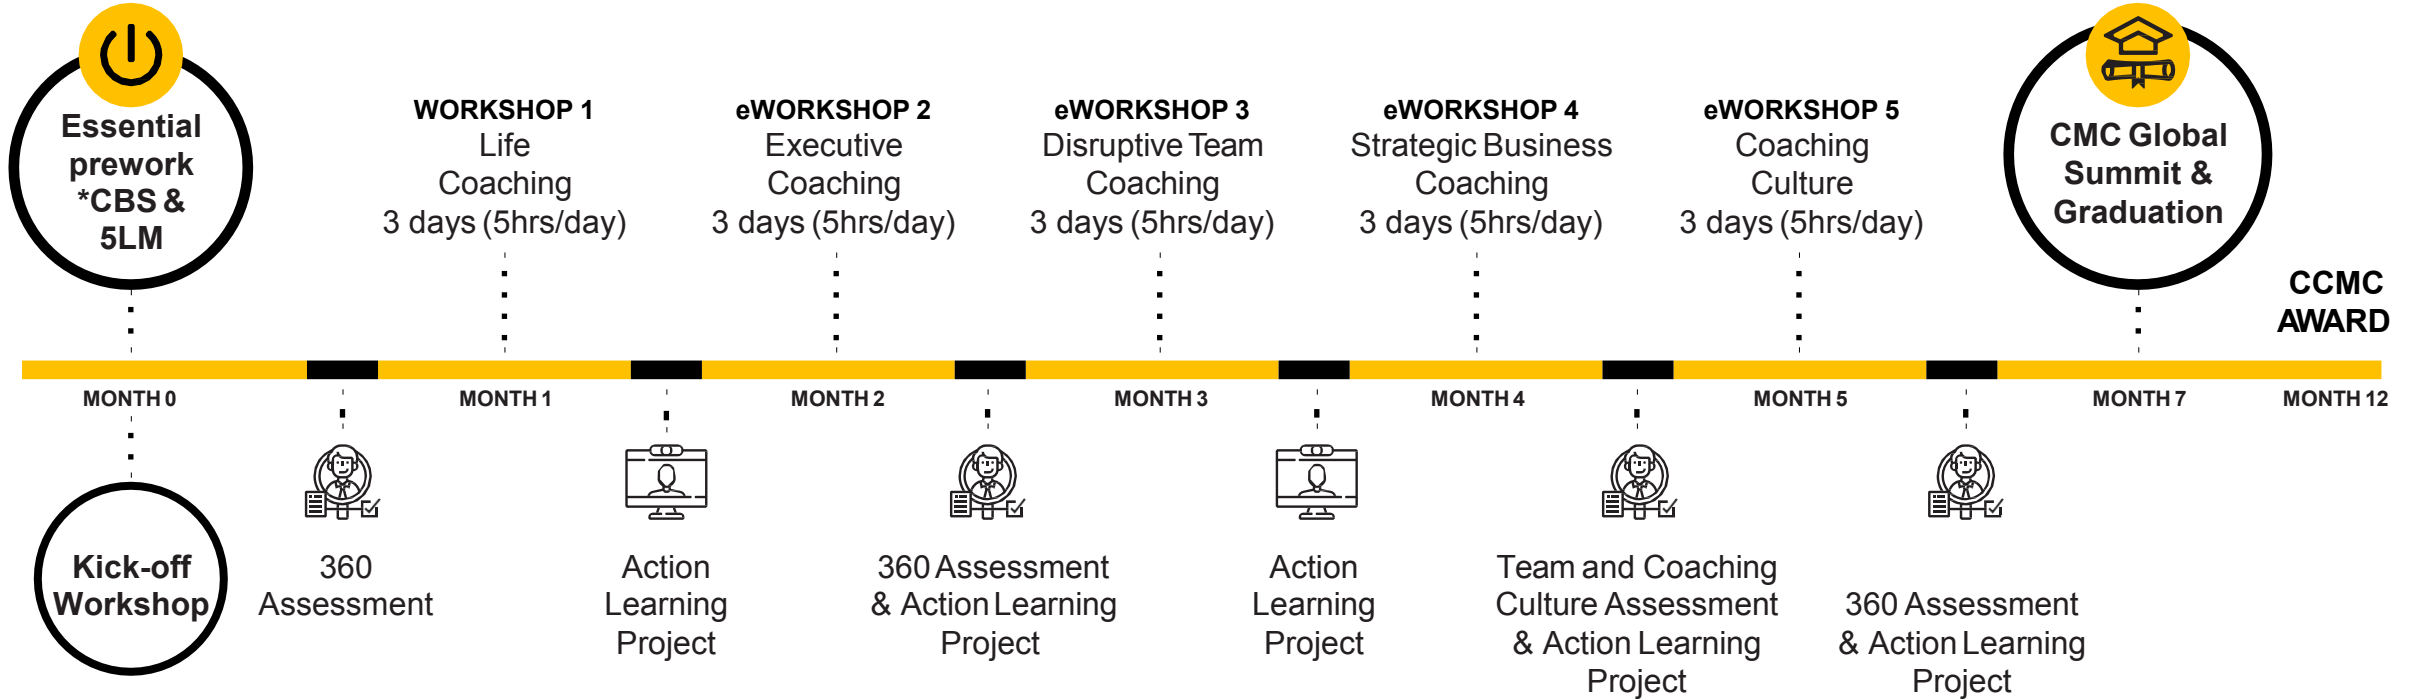 Essential
prework
*CBS &
5LM
WORKSHOP 1
Life
Coaching
3 days (5hrs/day)
eWORKSHOP 2
Executive
Coaching
3 days (5hrs/day)
eWORKSHOP 3
Disruptive Team
Coaching
3 days (5hrs/day)
eWORKSHOP 4
Strategic Business
Coaching
3 days (5hrs/day)
eWORKSHOP 5
Coaching
Culture
3 days (5hrs/day)
CMC Global
Summit &
Graduation
CCMC
AWARD
MONTH 0
MONTH 1
MONTH 2
MONTH 3
MONTH 4
MONTH 5
MONTH 7
MONTH 12
Kick-off
Workshop
360
Assessment
Action
Learning
Project
360 Assessment
& Action Learning
Project
Action
Learning
Project
Team and Coaching
Culture Assessment
& Action Learning
Project
360 Assessment
& Action Learning
Project